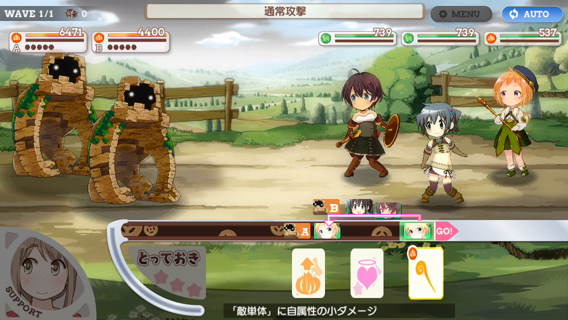 WAVE 1/1
通常攻撃
MENU
AUTO
6471
A
4400
B
739
739
537
B
A
GO!
とっておき
SUPPORT
「敵単体」に自属性の小ダメージ